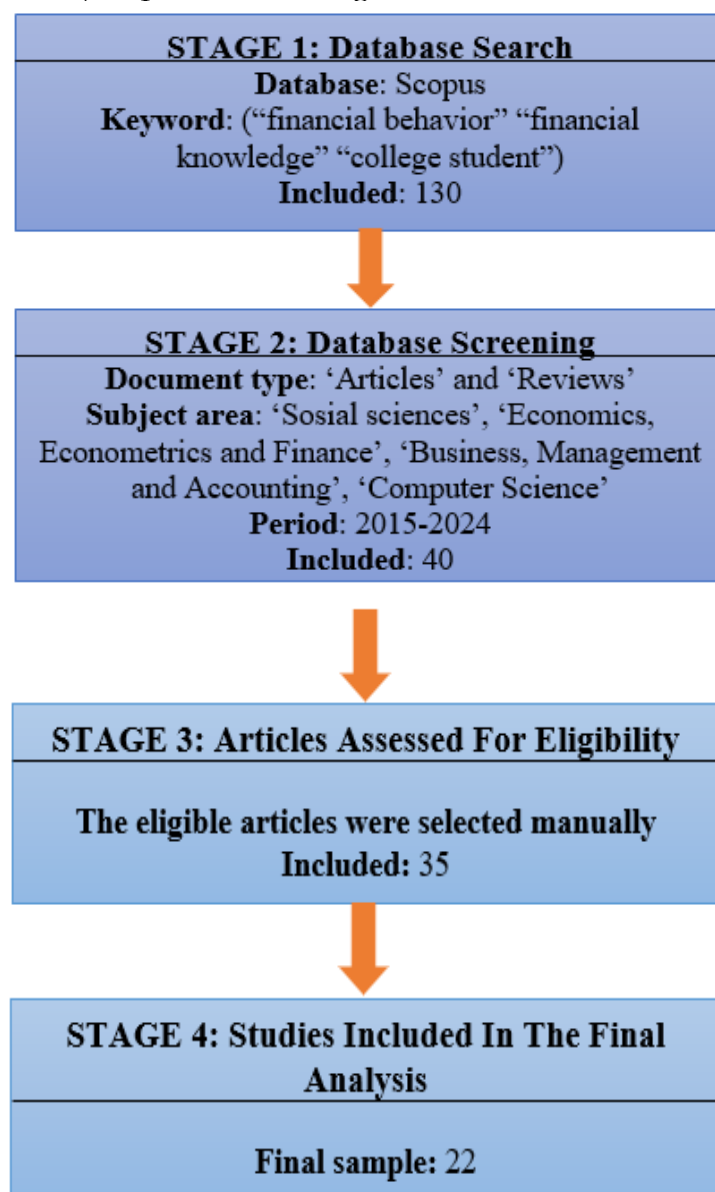 STAGE 1: Database Search
Database: Scopus
Keyword: (“financial behavior” “financial
knowledge” “college student”)
Included: 130
STAGE 2: Database Screening
Document type: ‘Articles’ and ‘Reviews’
Subject area: ‘Sosial sciences’, ‘Economics,
Econometrics and Finance’, ‘Business, Management
and Accounting’, ‘Computer Science’
Period: 2015-2024
Included: 40
STAGE 3: Articles Assessed For Eligibility
The eligible articles were selected manually
Included: 35
STAGE 4: Studies Included In The Final
Analysis
Final sample: 22